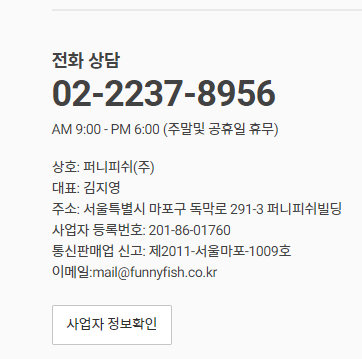 전화 상담
02-2237-8956
AM 9:00 - PM 6:00 (주말및 공휴일 휴무)
상호: 퍼니피쉬(주)
대표: 김지영
주소: 서울특별시 마포구 독막로 291-3 퍼니피쉬빌딩
사업자 등록번호: 201-86-01760
통신판매업 신고: 제2011-서울마포-1009호
이메일:mail@funnyfish.co.kr
사업자 정보확인